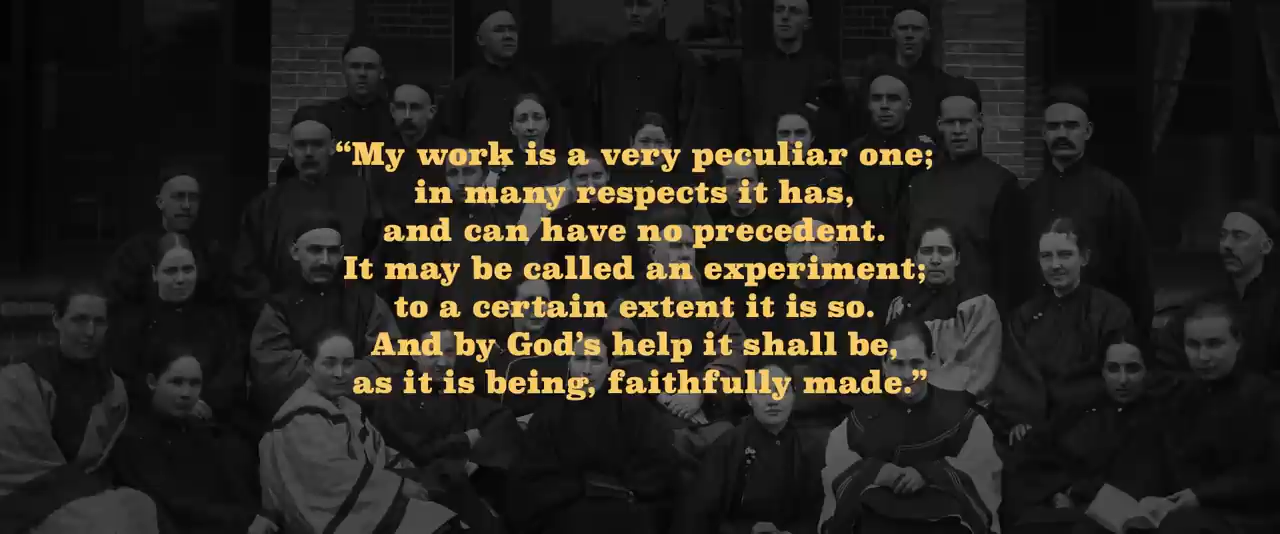 “My work is a very peculiar one;
in many respects it has,
and can have no precedent.
It may be called an experiment;
to a certain extent it is so.
And by God’s help it shall be,
as it is being, faithfully made.”